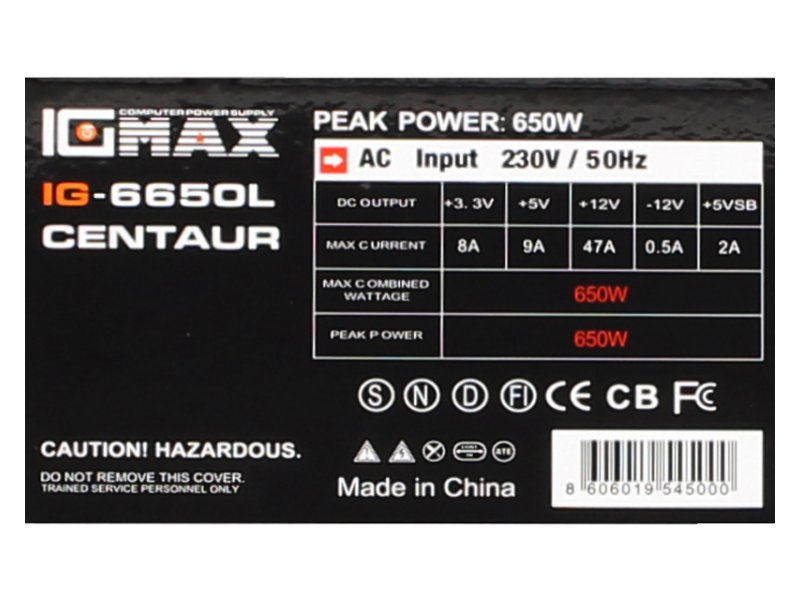 COMPUTER POWER SUPPLY
IGMAX
IG-6650L
CENTAUR
PEAK POWER: 650W
AC Input 230V / 50Hz
DC OUTPUT +3.3V +5V +12V -12V +5VSB
MAX CURRENT 8A 9A 47A 0.5A 2A
MAX COMBINED
WATTAGE 650W
PEAK POWER 650W
S N D FI CE CB FC
CAUTION! HAZARDOUS.
DO NOT REMOVE THIS COVER.
TRAINED SERVICE PERSONNEL ONLY
ATE
Made in China
8 606019 545000